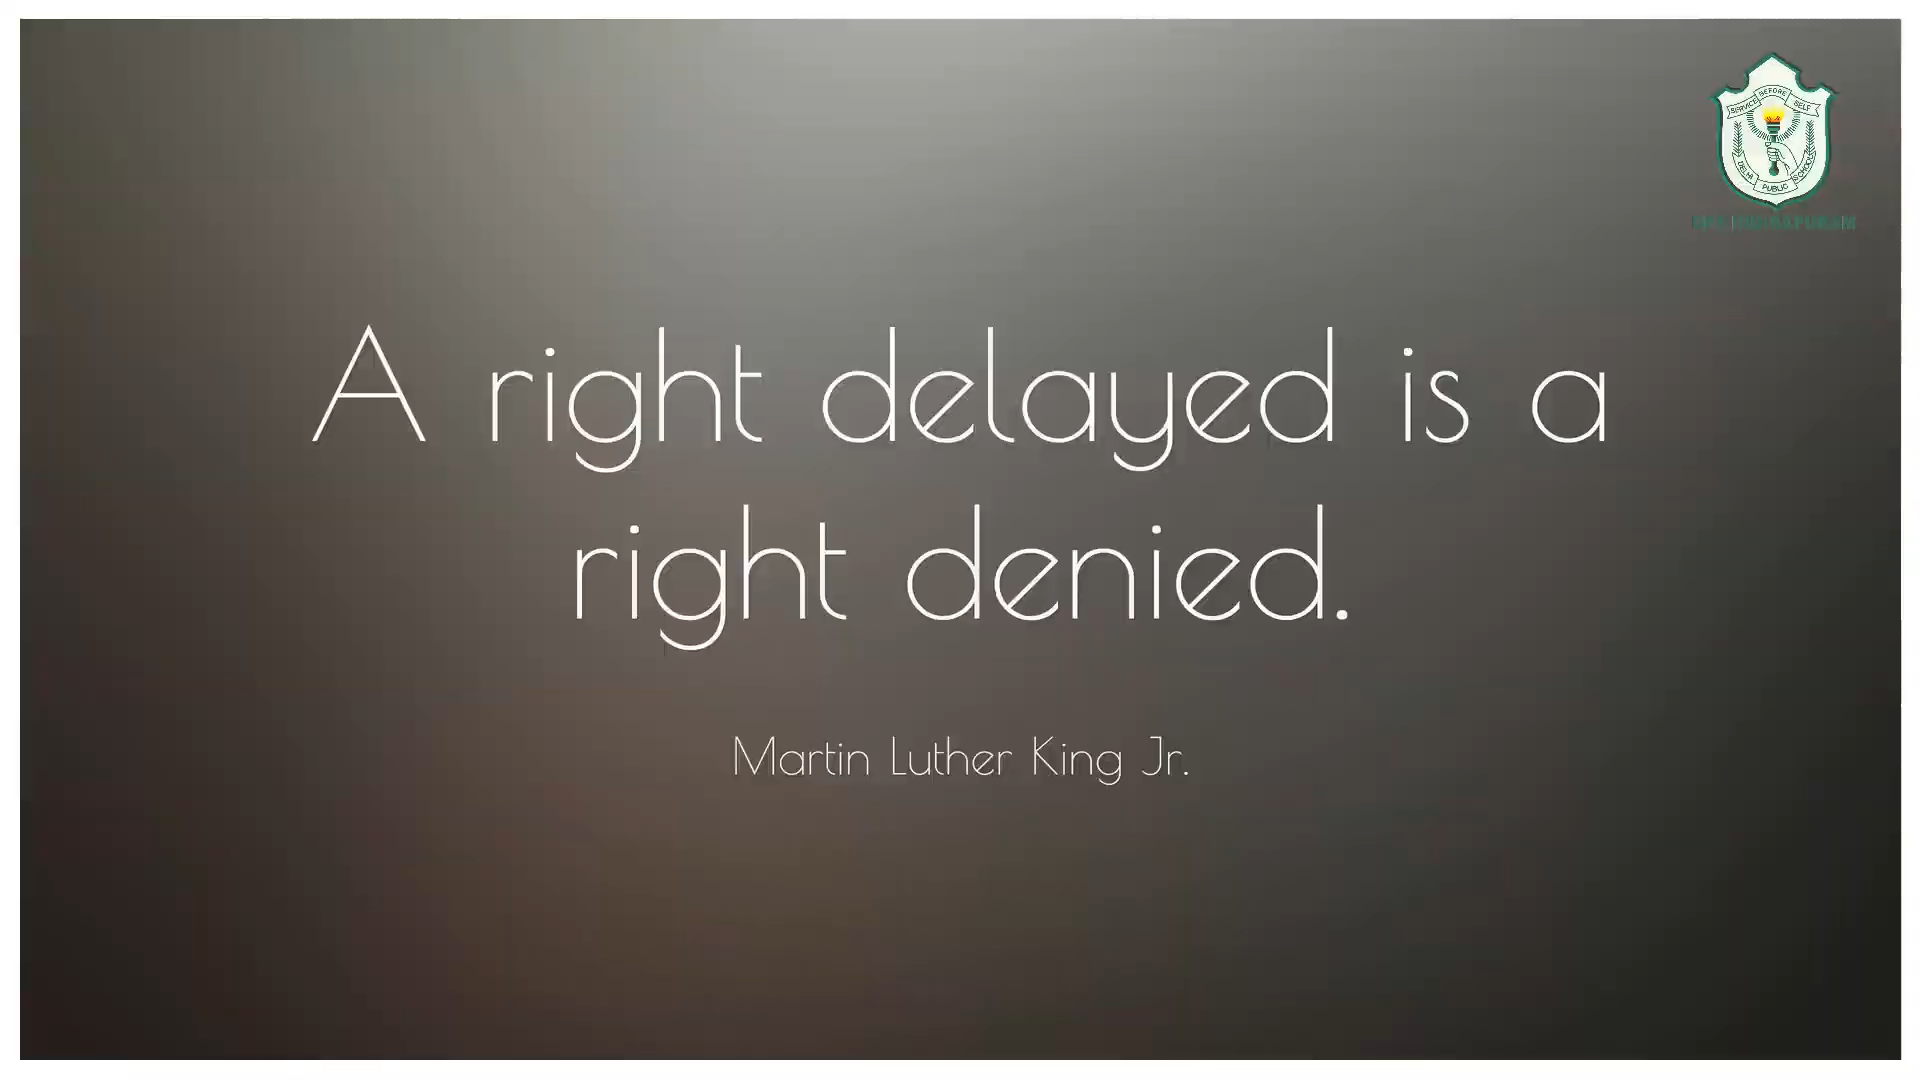 SERVICE BEFORE SELF
DELHI PUBLIC SCHOOL
A right delayed is a
right denied.
Martin Luther King Jr.